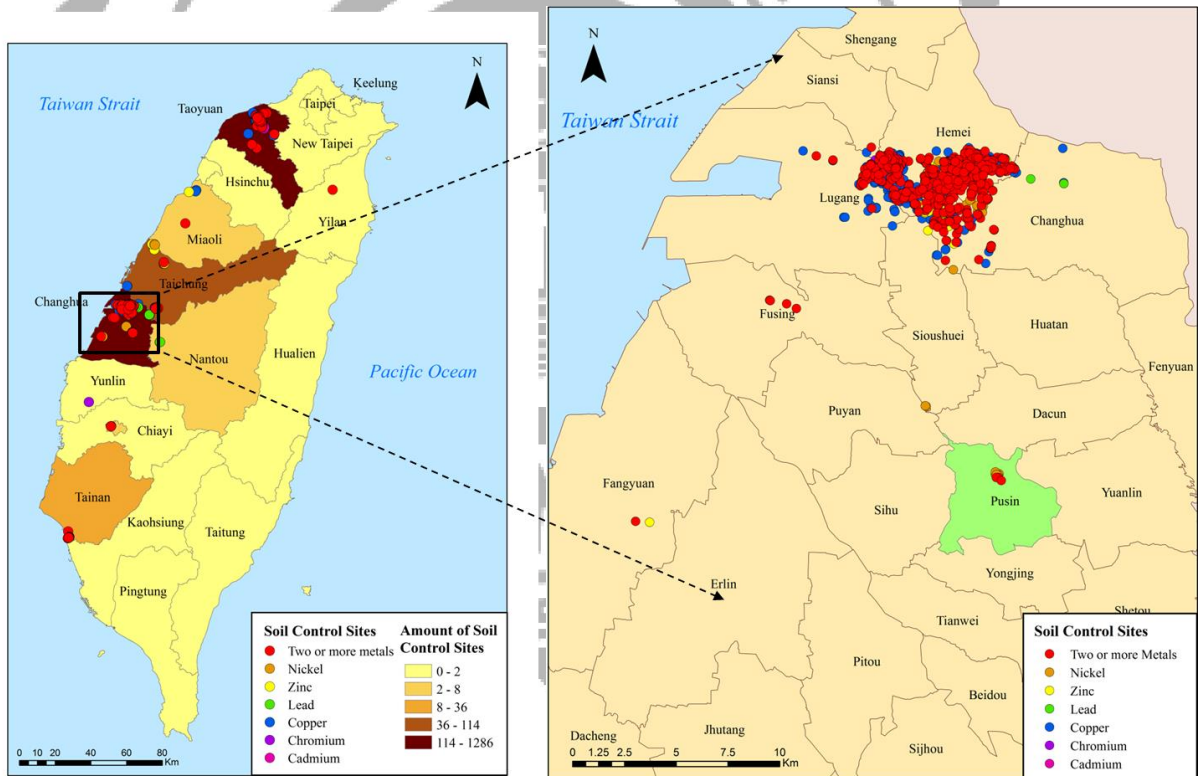 N
Taiwan Strait
Keelung
Taoyuan
Taipei
New Taipei
Hsinchu
Yilan
Miaoli
Taichung
Changhua
Nantou
Hualien
Pacific Ocean
Yunlin
Chiayi
Tainan
Kaohsiung
Taitung
Pingtung
Soil Control Sites
Two or more metals
Nickel
Zinc
Lead
Copper
Chromium
Cadmium
Amount of Soil
Control Sites
0 - 2
2 - 8
8 - 36
36 - 114
114 - 1286
0 10 20 40 60 80
Km
N
Taiwan Strait
Shengang
Siansi
Hemei
Lugang
Changhua
Fusing
Sioushuei
Huatan
Fenyuan
Puyan
Dacun
Fangyuan
Sihu
Pusin
Yuanlin
Erlin
Yongjing
Tianwei
Shetou
Pitou
Beidou
Jhutang
Dacheng
Sijhou
0 1.25 2.5 5 7.5 10
Km
Soil Control Sites
Two or more Metals
Nickel
Zinc
Lead
Copper
Chromium
Cadmium